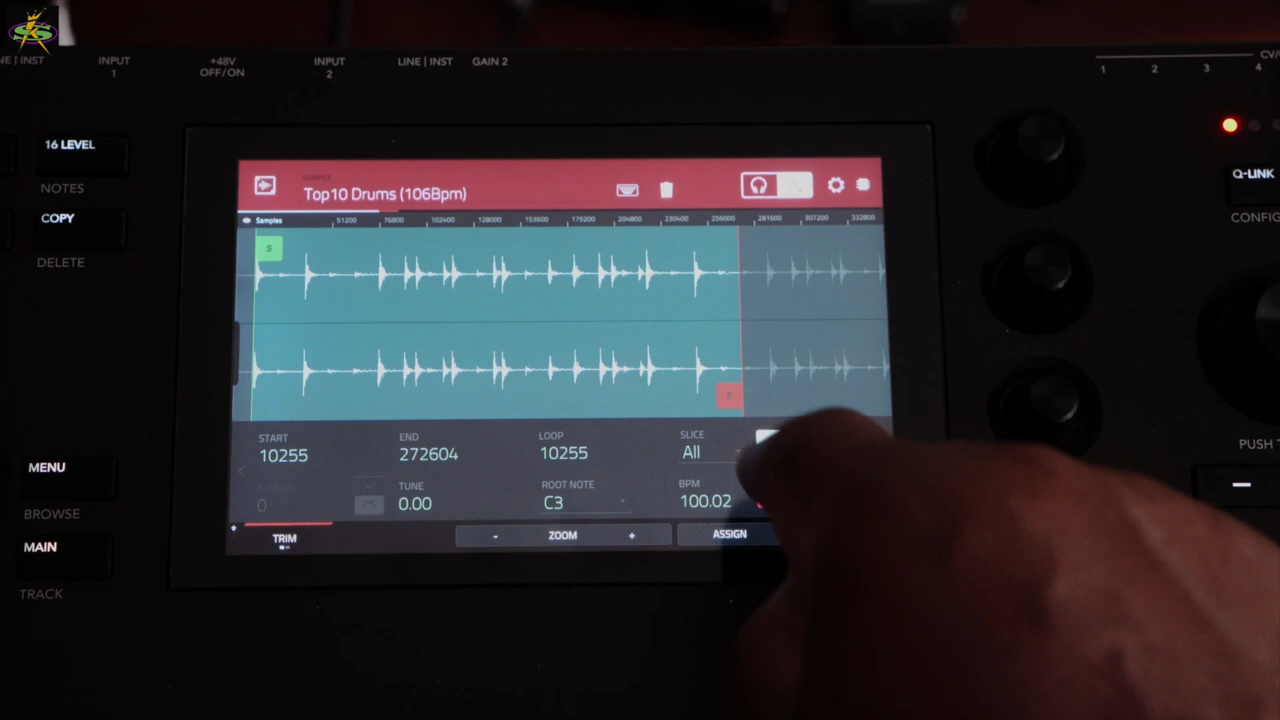 NE | INST
INPUT
1
+48V
OFF/ON
INPUT
2
LINE | INST
GAIN 2
1 2 3 4
16 LEVEL
NOTES
COPY
DELETE
MENU
BROWSE
MAIN
TRACK
Q-LINK
CONFIG
PUSH T
SAMPLE
Top10 Drums (106Bpm)
Samples 51200 76800 102400 128000 153600 179200 204800 230400 256000 281600 307200 332800
S
E
START
10255
END
272604
LOOP
10255
SLICE
All
0
TUNE
0.00
ROOT NOTE
C3
BPM
100.02
TRIM
- ZOOM +
ASSIGN